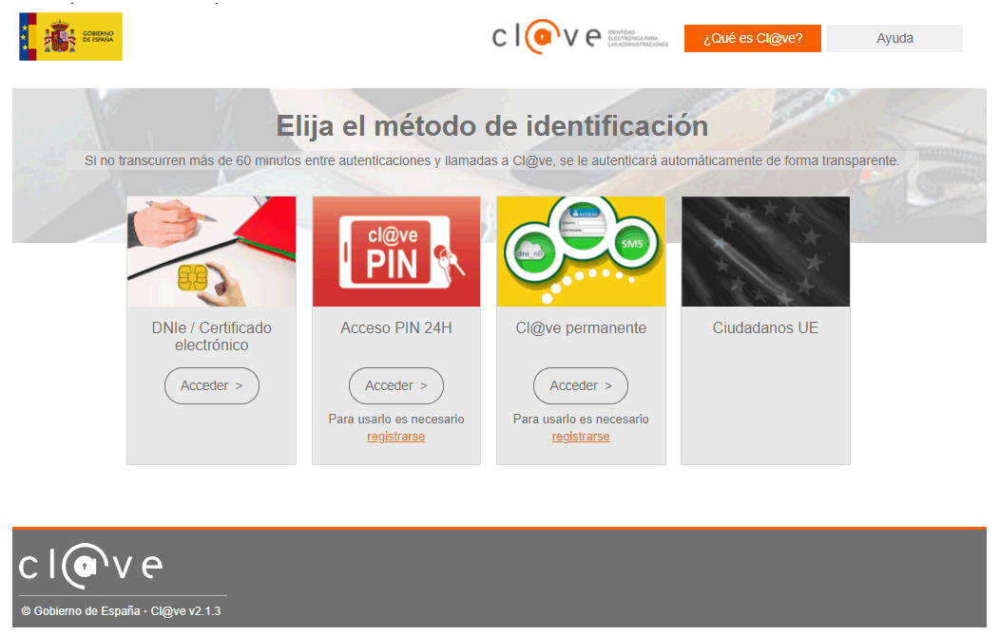 GOBIERNO
DE ESPAÑA
cl@ve
IDENTIDAD
ELECTRÓNICA PARA
LAS ADMINISTRACIONES
¿Qué es Cl@ve?
Ayuda
Elija el método de identificación
Si no transcurren más de 60 minutos entre autenticaciones y llamadas a Cl@ve, se le autenticará automáticamente de forma transparente.
cl@ve
PIN
SMS
DNIe / Certificado
electrónico
Acceder >
Acceso PIN 24H
Acceder >
Para usarlo es necesario
registrarse
Cl@ve permanente
Acceder >
Para usarlo es necesario
registrarse
Ciudadanos UE
cl@ve
© Gobierno de España · Cl@ve v2.1.3